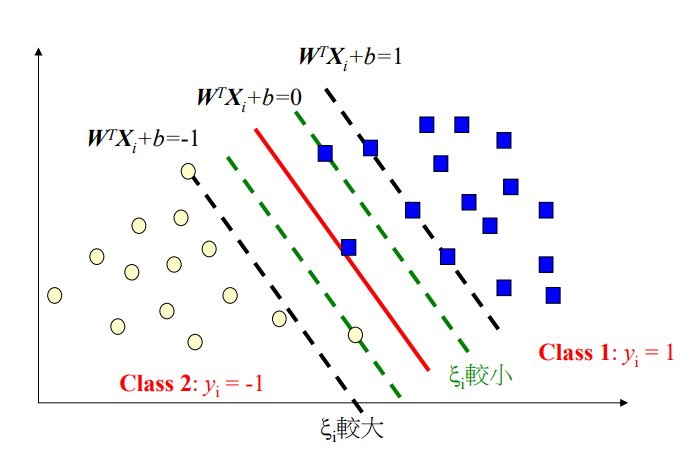 WᵀXᵢ+b=1
WᵀXᵢ+b=0
WᵀXᵢ+b=-1
Class 1: yᵢ = 1
ξᵢ較小
Class 2: yᵢ = -1
ξᵢ較大